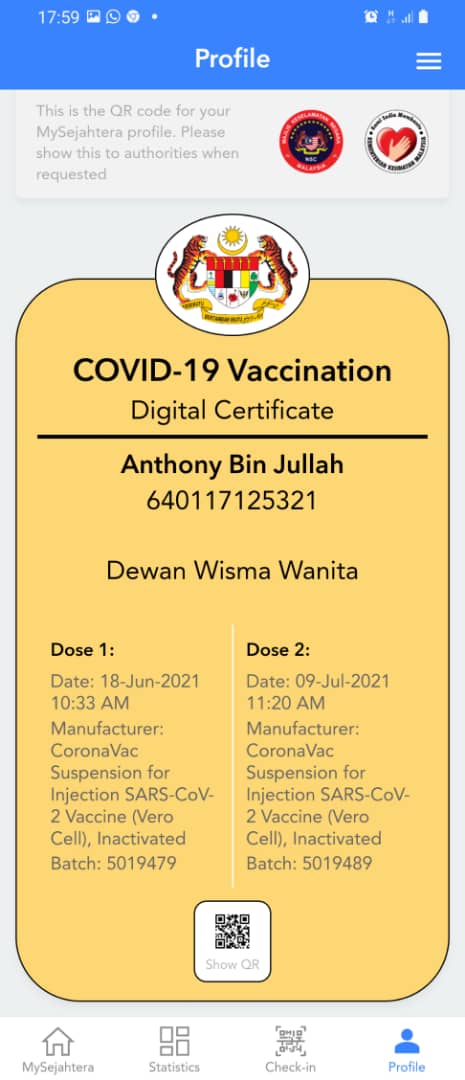 17:59
Profile
This is the QR code for your
MySejahtera profile. Please
show this to authorities when
requested
MAJLIS KESELAMATAN NEGARA
NSC
MALAYSIA
Kami Sedia Membantu
KEMENTERIAN KESIHATAN MALAYSIA
COVID-19 Vaccination
Digital Certificate
Anthony Bin Jullah
640117125321
Dewan Wisma Wanita
Dose 1:
Date: 18-Jun-2021
10:33 AM
Manufacturer:
CoronaVac
Suspension for
Injection SARS-CoV-
2 Vaccine (Vero
Cell), Inactivated
Batch: 5019479
Dose 2:
Date: 09-Jul-2021
11:20 AM
Manufacturer:
CoronaVac
Suspension for
Injection SARS-CoV-
2 Vaccine (Vero
Cell), Inactivated
Batch: 5019489
Show QR
MySejahtera
Statistics
Check-in
Profile